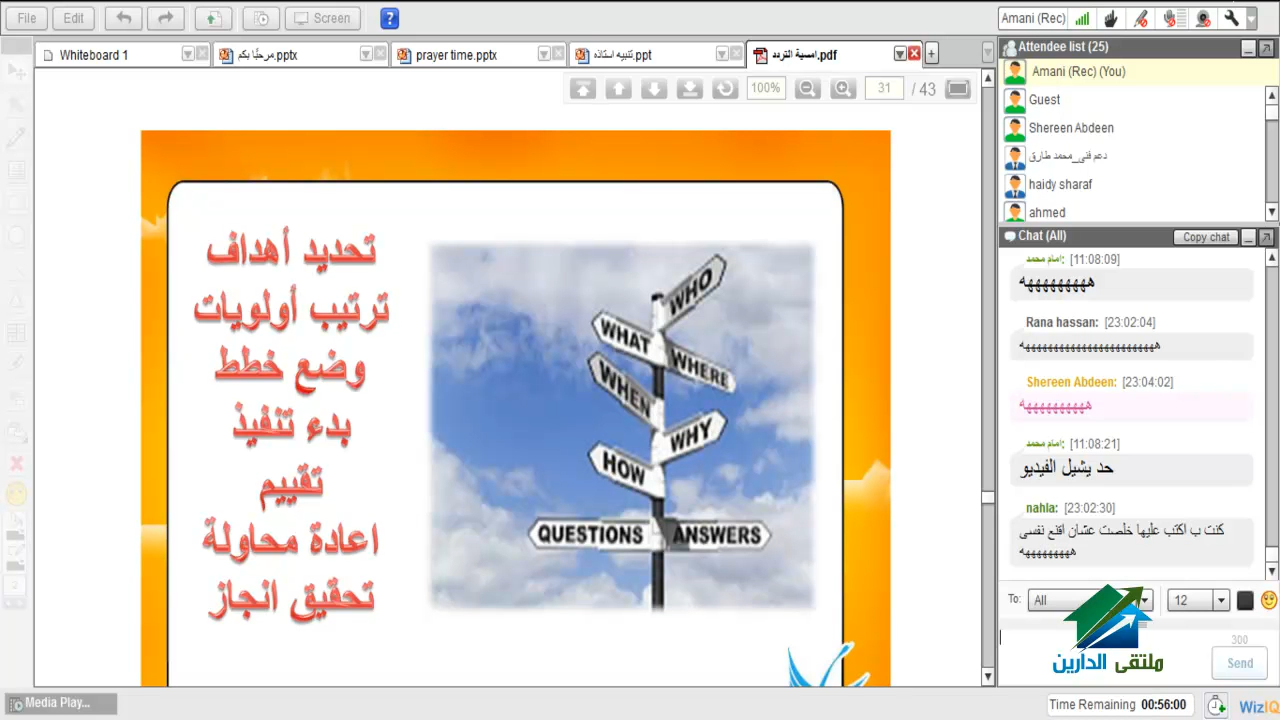 File
Edit
Screen
?
Amani (Rec)
Whiteboard 1
مرحبًا بكم.pptx
prayer time.pptx
تنبيه استاذه.ppt
امسية التردد.pdf
100%
31
/ 43
تحديد أهداف
ترتيب أولويات
وضع خطط
بدء تنفيذ
تقييم
اعادة محاولة
تحقيق انجاز
WHO
WHAT
WHERE
WHEN
WHY
HOW
QUESTIONS
ANSWERS
Attendee list (25)
Amani (Rec) (You)
Guest
Shereen Abdeen
دعم فنى_محمد طارق
haidy sharaf
ahmed
Chat (All)
Copy chat
[11:08:09]
Rana hassan: [23:02:04]
Shereen Abdeen: [23:04:02]
[11:08:21]
حد يشيل الفيديو
nahla: [23:02:30]
كنت ب اكتب عليها خلصت عشان اقنع نفسى
To:
All
12
300
Send
ملتقى الدارين
Media Play...
Time Remaining 00:56:00
WizIQ